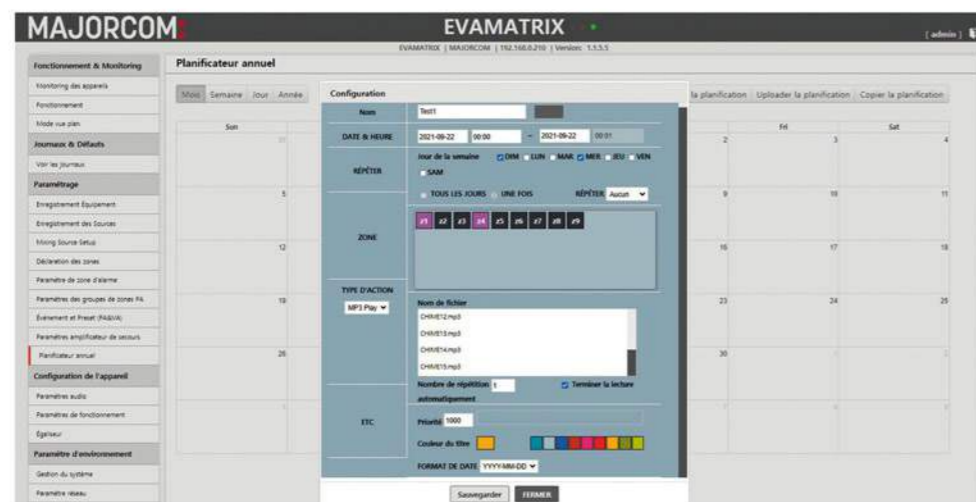 MAJORCOM
EVAMATRIX
[ admin ]
EVAMATRIX | MAJORCOM | 192.168.0.210 | Version: 1.1.5.5
Fonctionnement & Monitoring
Monitoring des appareils
Fonctionnement
Mode vue plan
Journaux & Défauts
Voir les journaux
Paramétrage
Enregistrement Equipement
Enregistrement des Sources
Mixing Source Setup
Déclaration des zones
Paramètre de zone d'alarme
Paramètres des groupes de zones PA
Evénement et Preset (PA&VA)
Paramètres amplificateur de secours
Planificateur annuel
Configuration de l'appareil
Paramètres audio
Paramètres de fonctionnement
Egaliseur
Paramètre d'environnement
Gestion du système
Paramètre réseau
Planificateur annuel
Mois Semaine Jour Année
la planification Uploader la planification Copier la planification
Sun
Fri Sat
2 3 4
5 9 10 11
12 16 17 18
19 23 24 25
26 30
Configuration
Nom Test1
DATE & HEURE 2021-09-22 00:00 ~ 2021-09-22 00:01
RÉPÉTER
Jour de la semaine DIM LUN MAR MER JEU VEN
SAM
TOUS LES JOURS UNE FOIS RÉPÉTER Aucun
ZONE
z1 z2 z3 z4 z5 z6 z7 z8 z9
TYPE D'ACTION
MP3 Play
Nom de fichier
CHIME12.mp3
CHIME13.mp3
CHIME14.mp3
CHIME15.mp3
Nombre de répétition 1 Terminer la lecture
automatiquement
ETC
Priorité 1000
Couleur du titre
FORMAT DE DATE YYYY-MM-DD
Sauvegarder FERMER